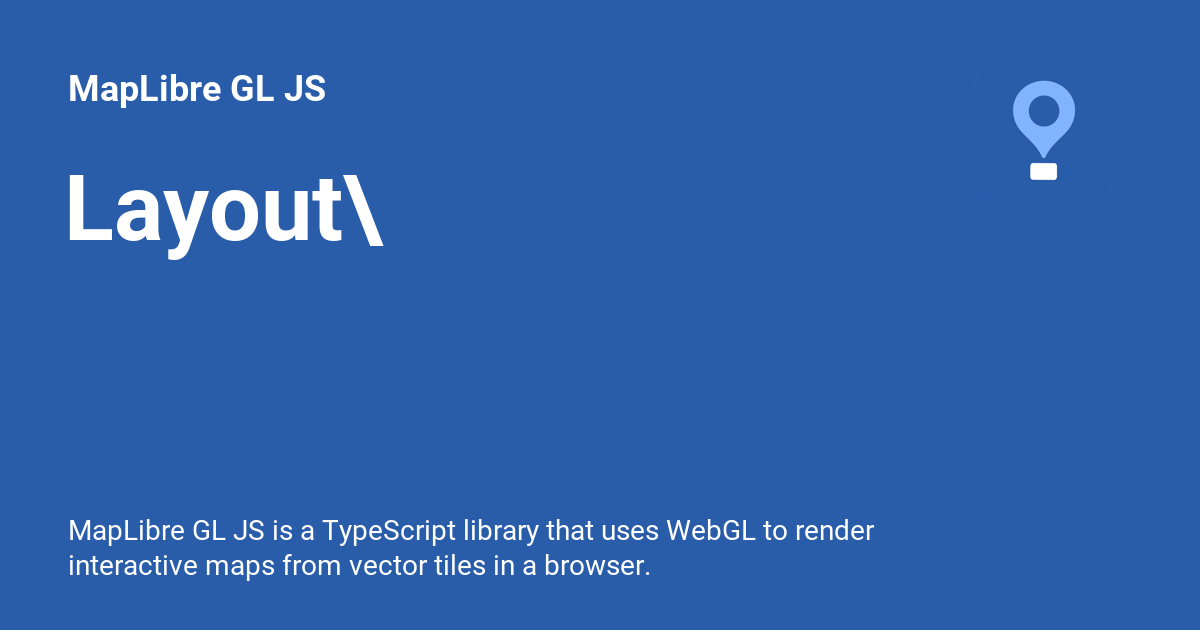 MapLibre GL JS
Layout\
MapLibre GL JS is a TypeScript library that uses WebGL to render
interactive maps from vector tiles in a browser.